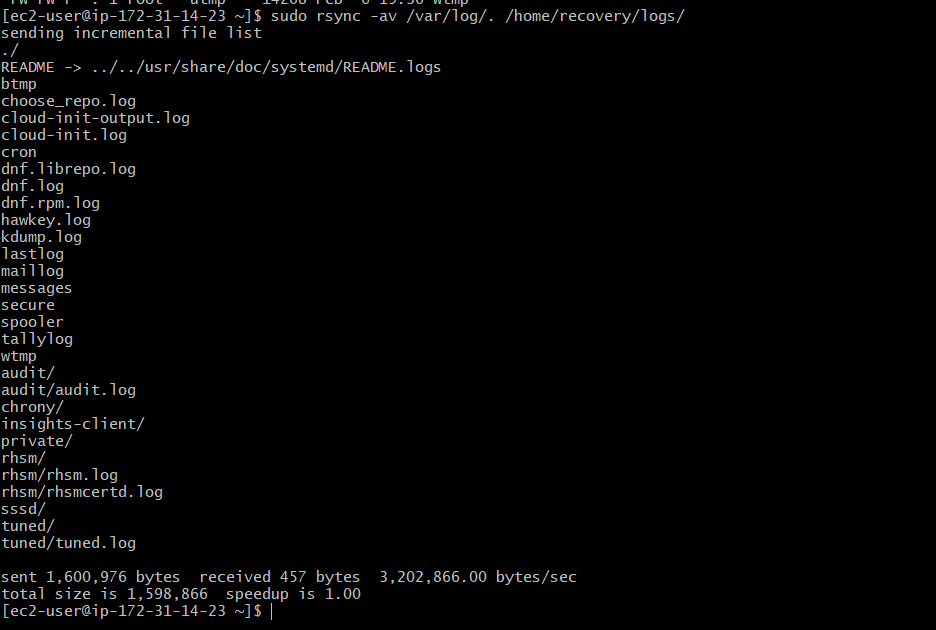 [ec2-user@ip-172-31-14-23 ~]$ sudo rsync -av /var/log/. /home/recovery/logs/
sending incremental file list
./
README -> ../../usr/share/doc/systemd/README.logs
btmp
choose_repo.log
cloud-init-output.log
cloud-init.log
cron
dnf.librepo.log
dnf.log
dnf.rpm.log
hawkey.log
kdump.log
lastlog
maillog
messages
secure
spooler
tallylog
wtmp
audit/
audit/audit.log
chrony/
insights-client/
private/
rhsm/
rhsm/rhsm.log
rhsm/rhsmcertd.log
sssd/
tuned/
tuned/tuned.log
sent 1,600,976 bytes  received 457 bytes  3,202,866.00 bytes/sec
total size is 1,598,866  speedup is 1.00
[ec2-user@ip-172-31-14-23 ~]$